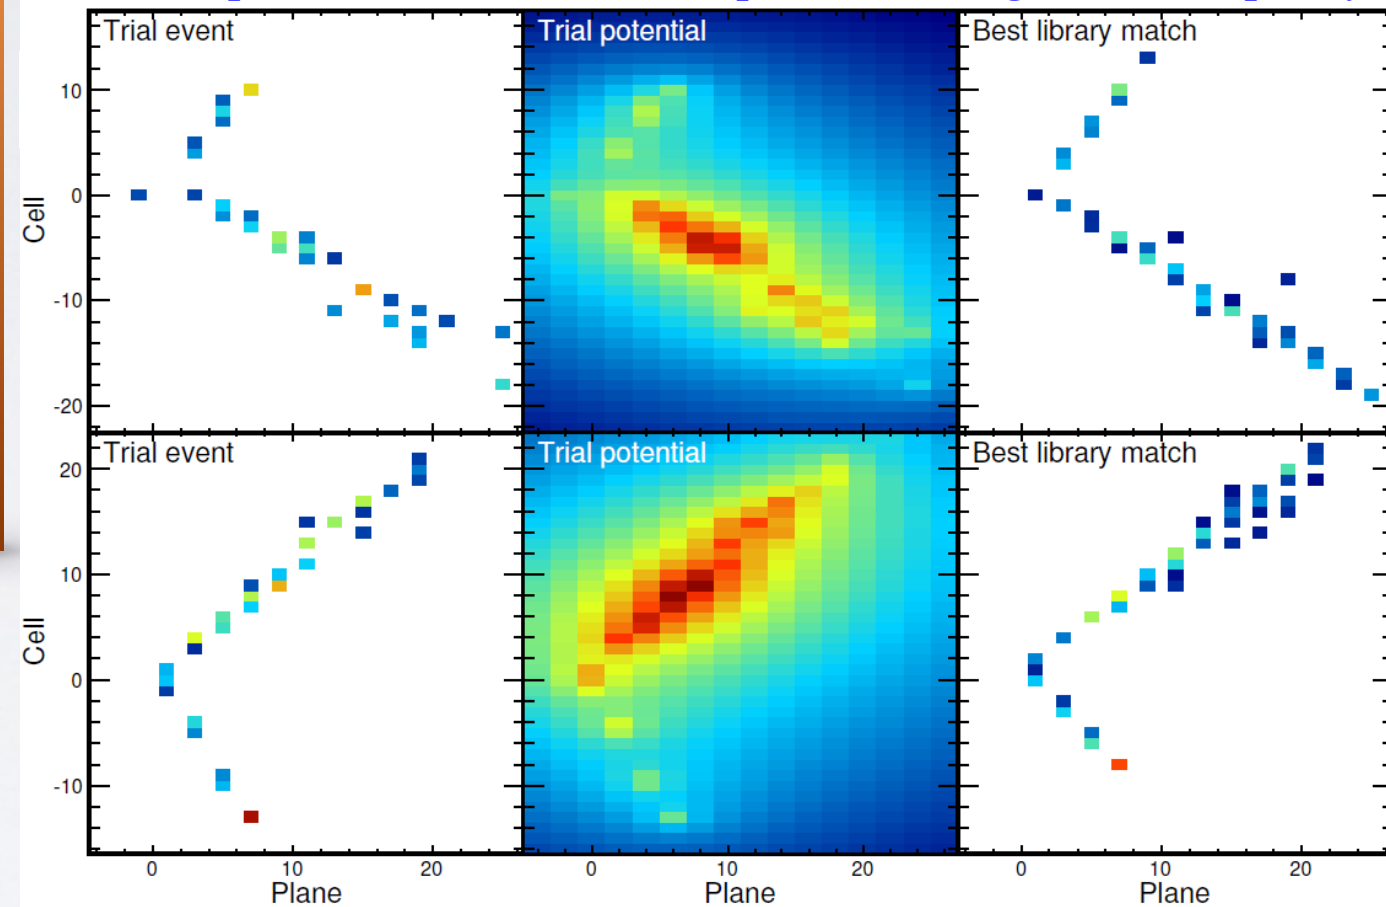 Trial event
Trial potential
Best library match
Cell
10
0
-10
-20
Trial event
Trial potential
Best library match
Cell
20
10
0
-10
0 10 20
0 10 20
0 10 20
Plane
Plane
Plane